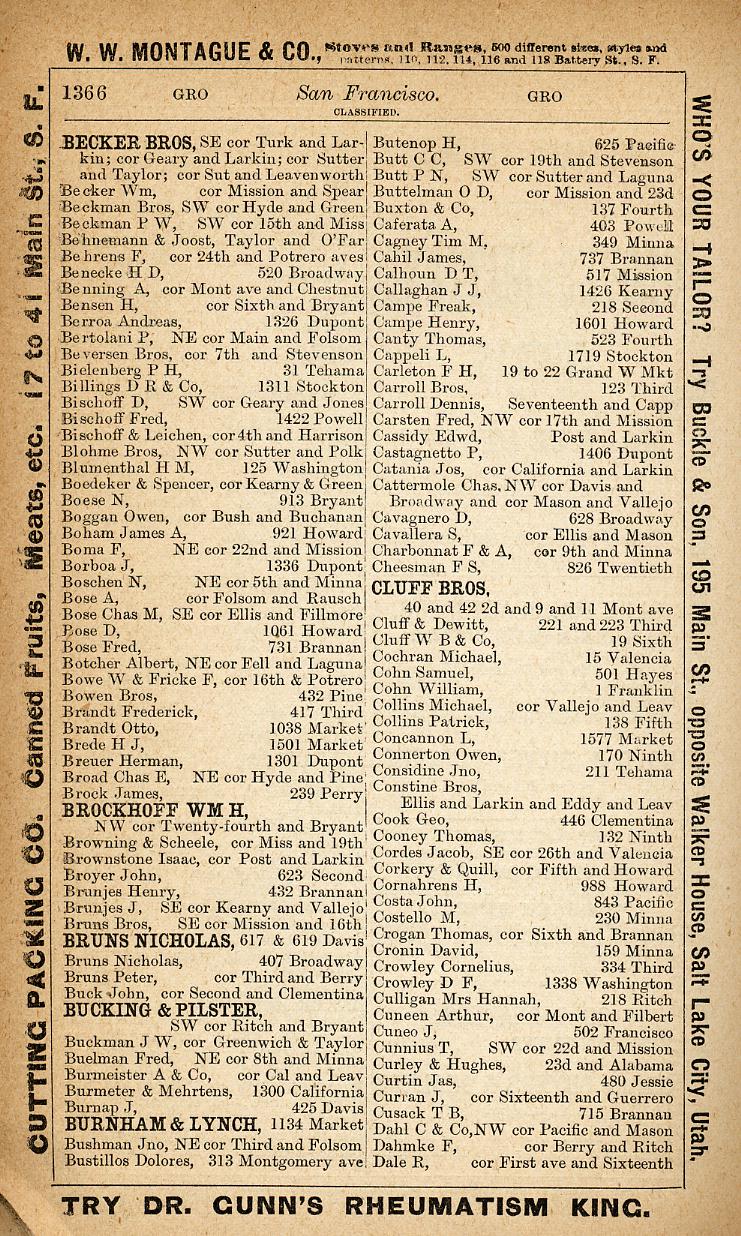 W. W. MONTAGUE & CO., Stoves and Ranges, 500 different sizes, styles and
patterns, 110, 112, 114, 116 and 118 Battery St., S. F.
1366 GRO San Francisco. GRO
CLASSIFIED.
BECKER BROS, SE cor Turk and Lar-
kin; cor Geary and Larkin; cor Sutter
and Taylor; cor Sut and Leavenworth
Becker Wm, cor Mission and Spear
Beckman Bros, SW cor Hyde and Green
Beckman P W, SW cor 15th and Miss
Behnemann & Joost, Taylor and O'Far
Behrens F, cor 24th and Potrero aves
Benecke H D, 520 Broadway
Benning A, cor Mont ave and Chestnut
Bensen H, cor Sixth and Bryant
Berroa Andreas, 1326 Dupont
Bertolani P, NE cor Main and Folsom
Beversen Bros, cor 7th and Stevenson
Bielenberg P H, 31 Tehama
Billings D R & Co, 1311 Stockton
Bischoff D, SW cor Geary and Jones
Bischoff Fred, 1422 Powell
Bischoff & Leichen, cor 4th and Harrison
Blohme Bros, NW cor Sutter and Polk
Blumenthal H M, 125 Washington
Boedeker & Spencer, cor Kearny & Green
Boese N, 913 Bryant
Boggan Owen, cor Bush and Buchanan
Boham James A, 921 Howard
Boma F, NE cor 22nd and Mission
Borboa J, 1336 Dupont
Boschen N, NE cor 5th and Minna
Bose A, cor Folsom and Rausch
Bose Chas M, SE cor Ellis and Fillmore
Bose D, 1061 Howard
Bose Fred, 731 Brannan
Botcher Albert, NE cor Fell and Laguna
Bowe W & Fricke F, cor 16th & Potrero
Bowen Bros, 432 Pine
Brandt Frederick, 417 Third
Brandt Otto, 1038 Market
Brede H J, 1501 Market
Breuer Herman, 1301 Dupont
Broad Chas E, NE cor Hyde and Pine
Brock James, 239 Perry
BROCKHOFF WM H,
NW cor Twenty-fourth and Bryant
Browning & Scheele, cor Miss and 19th
Brownstone Isaac, cor Post and Larkin
Broyer John, 623 Second
Brunjes Henry, 432 Brannan
Brunjes J, SE cor Kearny and Vallejo
Bruns Bros, SE cor Mission and 16th
BRUNS NICHOLAS, 617 & 619 Davis
Bruns Nicholas, 407 Broadway
Bruns Peter, cor Third and Berry
Buck John, cor Second and Clementina
BUCKING & PILSTER,
SW cor Ritch and Bryant
Buckman J W, cor Greenwich & Taylor
Buelman Fred, NE cor 8th and Minna
Burmeister A & Co, cor Cal and Leav
Burmeter & Mehrtens, 1300 California
Burnap J, 425 Davis
BURNHAM & LYNCH, 1134 Market
Bushman Jno, NE cor Third and Folsom
Bustillos Dolores, 313 Montgomery ave
Butenop H, 625 Pacific
Butt C C, SW cor 19th and Stevenson
Butt P N, SW cor Sutter and Laguna
Buttelman O D, cor Mission and 23d
Buxton & Co, 137 Fourth
Caferata A, 403 Powell
Cagney Tim M, 349 Minna
Cahil James, 737 Brannan
Calhoun D T, 517 Mission
Callaghan J J, 1426 Kearny
Campe Freak, 218 Second
Campe Henry, 1601 Howard
Canty Thomas, 523 Fourth
Cappeli L, 1719 Stockton
Carleton F H, 19 to 22 Grand W Mkt
Carroll Bros, 123 Third
Carroll Dennis, Seventeenth and Capp
Carsten Fred, NW cor 17th and Mission
Cassidy Edwd, Post and Larkin
Castagnetto P, 1406 Dupont
Catania Jos, cor California and Larkin
Cattermole Chas, NW cor Davis and
Broadway and cor Mason and Vallejo
Cavagnero D, 628 Broadway
Cavallera S, cor Ellis and Mason
Charbonnat F & A, cor 9th and Minna
Cheesman F S, 826 Twentieth
CLUFF BROS,
40 and 42 2d and 9 and 11 Mont ave
Cluff & Dewitt, 221 and 223 Third
Cluff W B & Co, 19 Sixth
Cochran Michael, 15 Valencia
Cohn Samuel, 501 Hayes
Cohn William, 1 Franklin
Collins Michael, cor Vallejo and Leav
Collins Patrick, 138 Fifth
Concannon L, 1577 Market
Connerton Owen, 170 Ninth
Considine Jno, 211 Tehama
Constine Bros,
Ellis and Larkin and Eddy and Leav
Cook Geo, 446 Clementina
Cooney Thomas, 132 Ninth
Cordes Jacob, SE cor 26th and Valencia
Corkery & Quill, cor Fifth and Howard
Cornahrens H, 988 Howard
Costa John, 843 Pacific
Costello M, 230 Minna
Crogan Thomas, cor Sixth and Brannan
Cronin David, 159 Minna
Crowley Cornelius, 334 Third
Crowley D F, 1338 Washington
Culligan Mrs Hannah, 218 Ritch
Cuneen Arthur, cor Mont and Filbert
Cuneo J, 502 Francisco
Cunnius T, SW cor 22d and Mission
Curley & Hughes, 23d and Alabama
Curtin Jas, 480 Jessie
Curran J, cor Sixteenth and Guerrero
Cusack T B, 715 Brannan
Dahl C & Co, NW cor Pacific and Mason
Dahmke F, cor Berry and Ritch
Dale R, cor First ave and Sixteenth
CUTTING PACKING CO. Canned Fruits, Meats, etc. 17 to 41 Main St., S. F.
WHO'S YOUR TAILOR? Try Buckle & Son, 195 Main St., opposite Walker House, Salt Lake City, Utah.
TRY DR. GUNN'S RHEUMATISM KING.